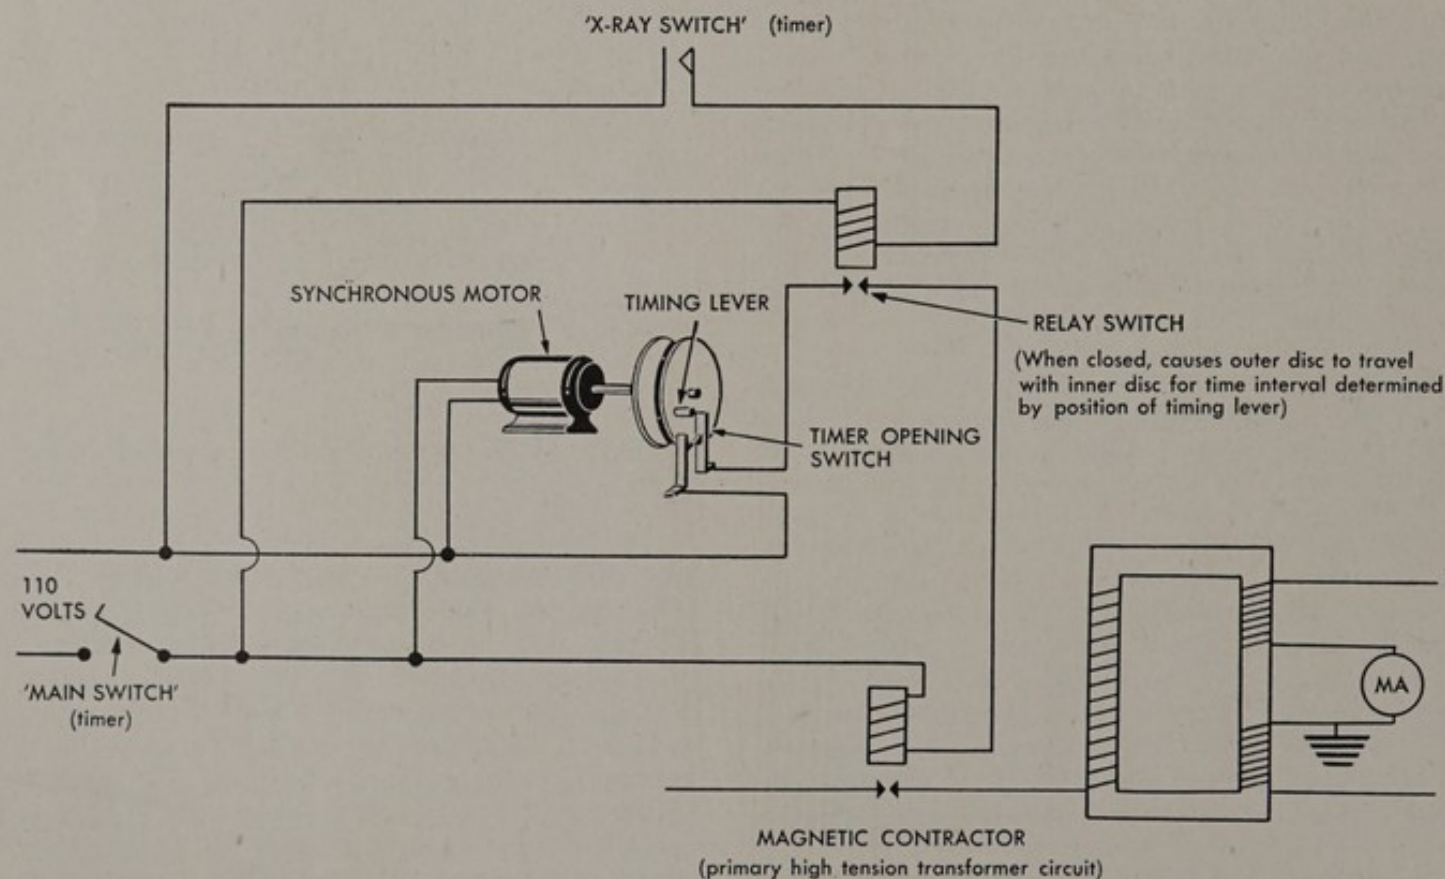 'X-RAY SWITCH' (timer)
SYNCHRONOUS MOTOR
TIMING LEVER
RELAY SWITCH
(When closed, causes outer disc to travel
with inner disc for time interval determined
by position of timing lever)
TIMER OPENING
SWITCH
110
VOLTS
'MAIN SWITCH'
(timer)
MA
MAGNETIC CONTRACTOR
(primary high tension transformer circuit)